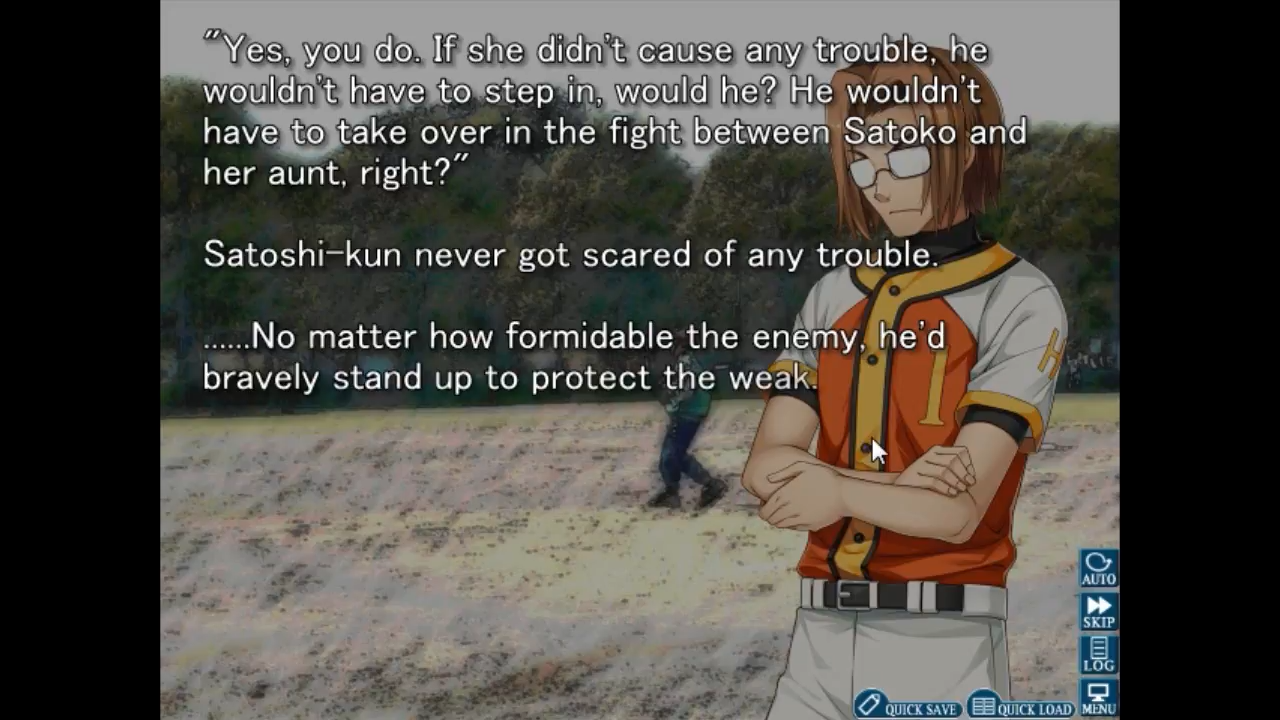 “Yes, you do. If she didn't cause any trouble, he
wouldn't have to step in, would he? He wouldn't
have to take over in the fight between Satoko and
her aunt, right?”
Satoshi-kun never got scared of any trouble.
......No matter how formidable the enemy, he'd
bravely stand up to protect the weak.
H
1
AUTO
SKIP
LOG
MENU
QUICK SAVE
QUICK LOAD